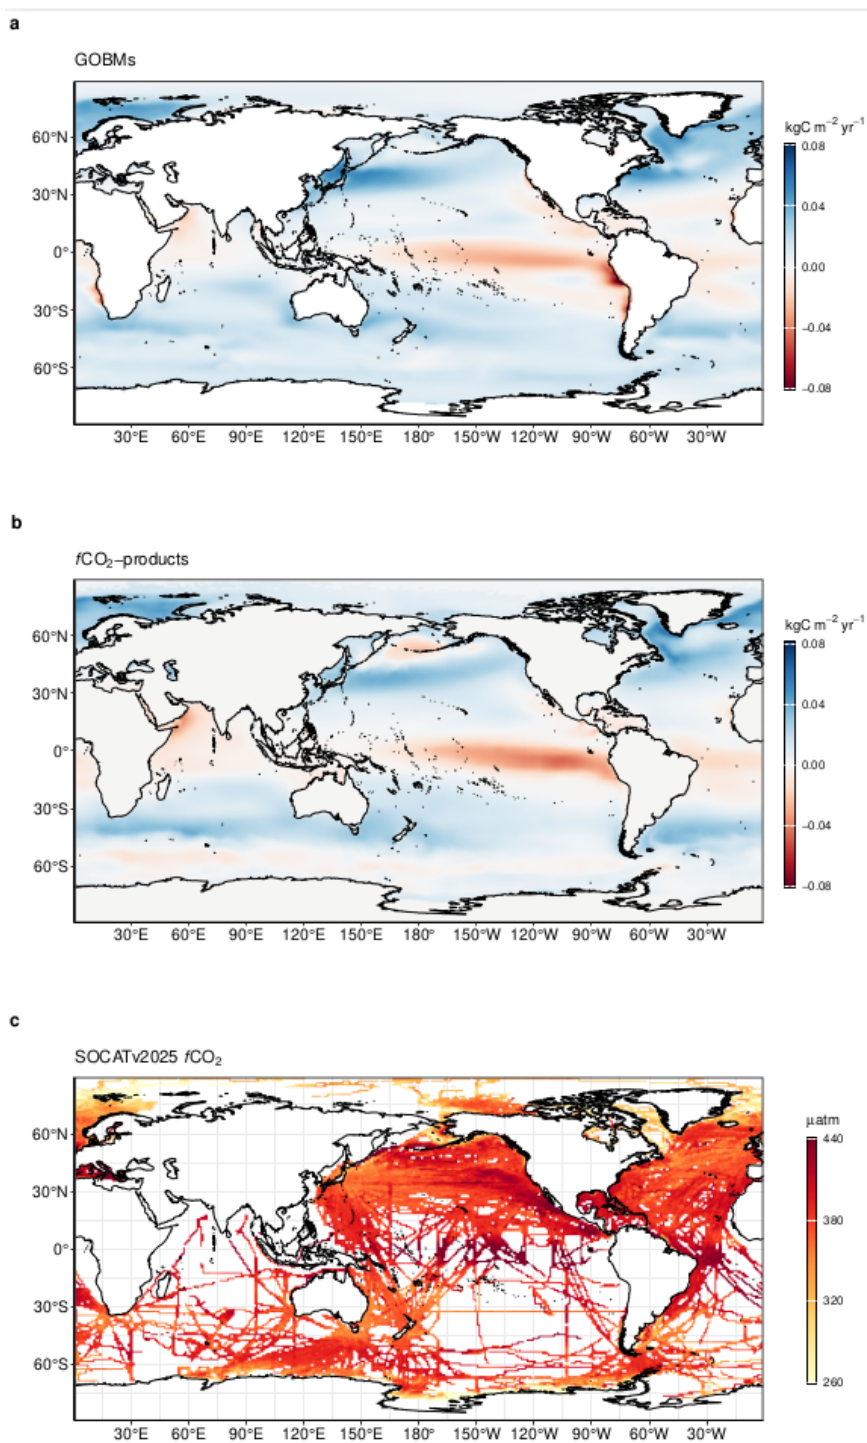 a
GOBMs
60°N
30°N
0°
30°S
60°S
30°E 60°E 90°E 120°E 150°E 180° 150°W 120°W 90°W 60°W 30°W
kgC m⁻² yr⁻¹
0.08
0.04
0.00
−0.04
−0.08
b
fCO₂−products
60°N
30°N
0°
30°S
60°S
30°E 60°E 90°E 120°E 150°E 180° 150°W 120°W 90°W 60°W 30°W
kgC m⁻² yr⁻¹
0.08
0.04
0.00
−0.04
−0.08
c
SOCATv2025 fCO₂
60°N
30°N
0°
30°S
60°S
30°E 60°E 90°E 120°E 150°E 180° 150°W 120°W 90°W 60°W 30°W
µatm
440
380
320
260